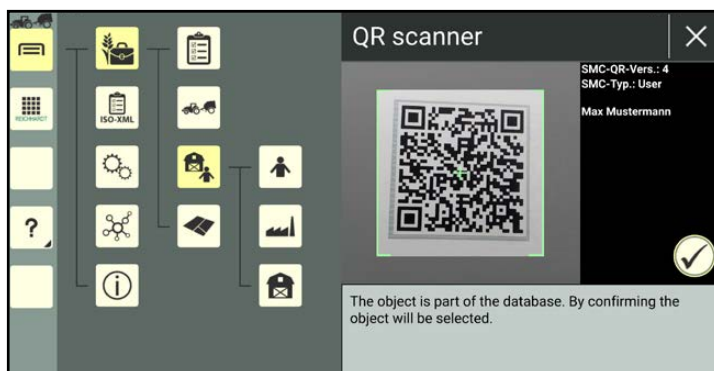 REICHHARDT
ISO-XML
?
QR scanner
SMC-QR-Vers.: 4
SMC-Typ.: User
Max Mustermann
The object is part of the database. By confirming the
object will be selected.